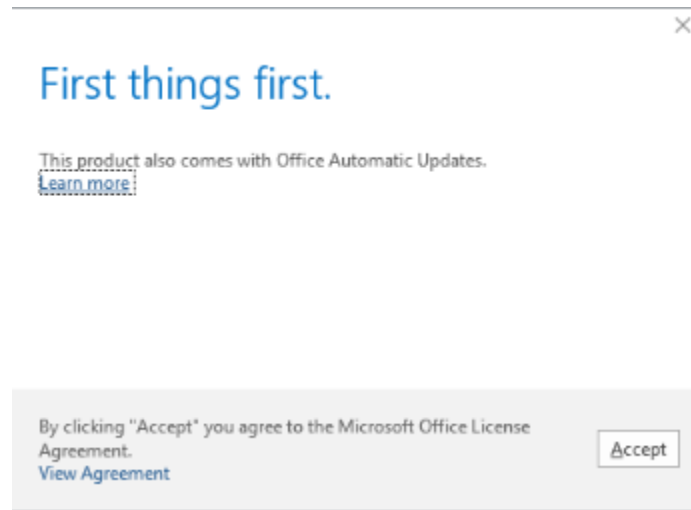 First things first.
This product also comes with Office Automatic Updates.
Learn more
By clicking "Accept" you agree to the Microsoft Office License
Agreement.
View Agreement
Accept